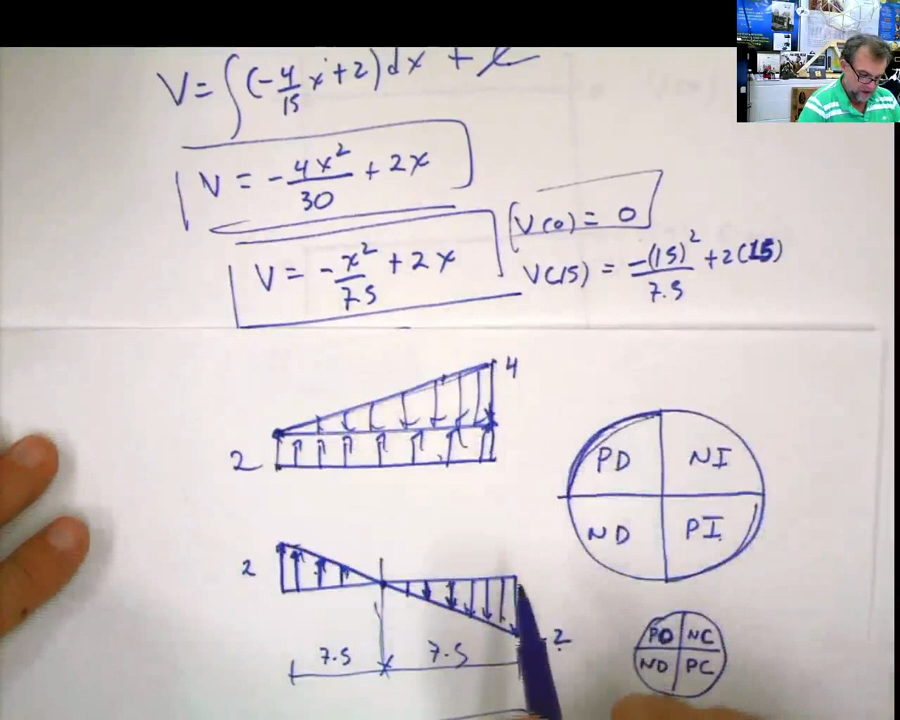 V = ∫(-4/15 x + 2) dx + C
V = -4x²/30 + 2x
V(0) = 0
V = -x²/7.5 + 2x
V(15) = -(15)²/7.5 + 2(15)
4
2
PD NI
ND PI
2
-2
7.5 7.5
PD NC
ND PC